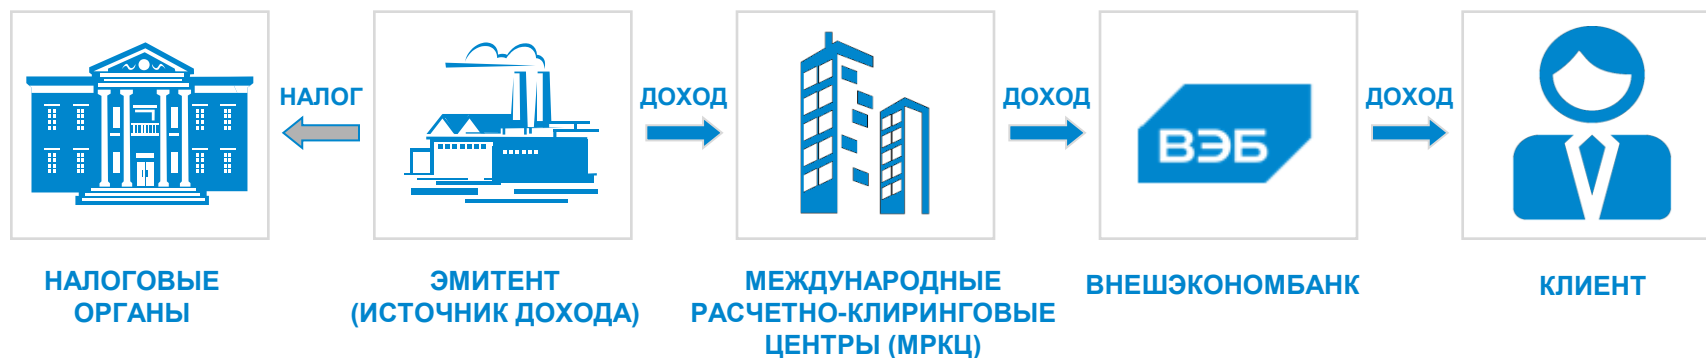 НАЛОГ
ДОХОД
ДОХОД
ДОХОД
ВЭБ
НАЛОГОВЫЕ
ОРГАНЫ
ЭМИТЕНТ
(ИСТОЧНИК ДОХОДА)
МЕЖДУНАРОДНЫЕ
РАСЧЕТНО-КЛИРИНГОВЫЕ
ЦЕНТРЫ (МРКЦ)
ВНЕШЭКОНОМБАНК
КЛИЕНТ